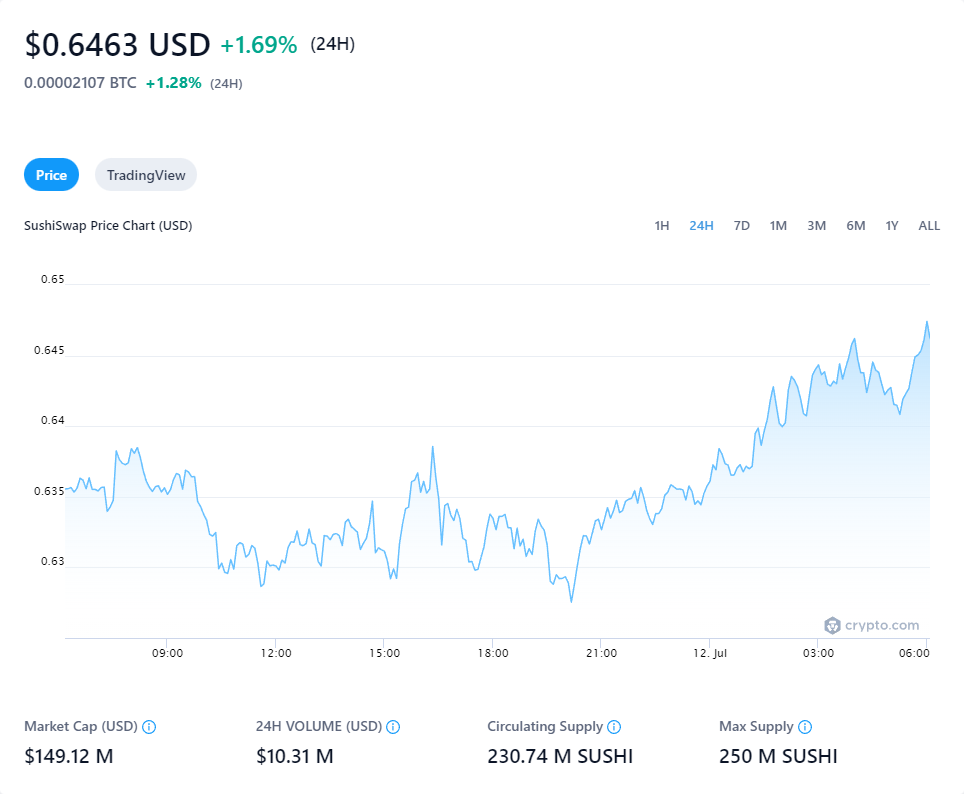 $0.6463 USD +1.69% (24H)
0.00002107 BTC +1.28% (24H)
Price TradingView
SushiSwap Price Chart (USD) 1H 24H 7D 1M 3M 6M 1Y ALL
0.65
0.645
0.64
0.635
0.63
crypto.com
09:00 12:00 15:00 18:00 21:00 12. Jul 03:00 06:00
Market Cap (USD) 24H VOLUME (USD) Circulating Supply Max Supply
$149.12 M $10.31 M 230.74 M SUSHI 250 M SUSHI